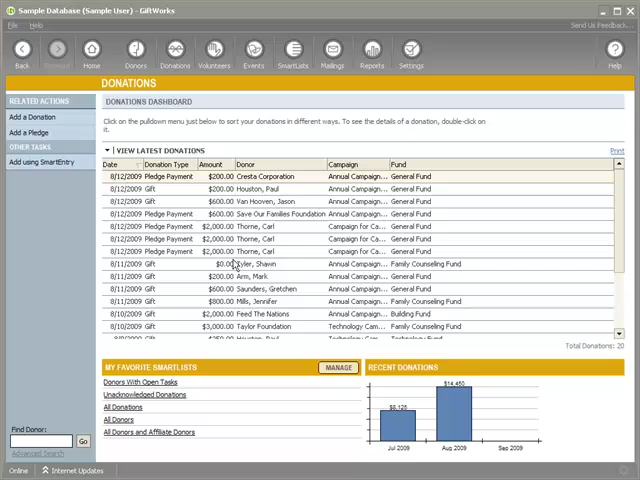 Sample Database (Sample User) - GiftWorks
File Help Send Us Feedback...
Back Forward Home Donors Donations Volunteers Events SmartLists Mailings Reports Settings Help
DONATIONS
RELATED ACTIONS
Add a Donation
Add a Pledge
OTHER TASKS
Add using SmartEntry
DONATIONS DASHBOARD
Click on the pulldown menu just below to sort your donations in different ways. To see the details of a donation, double-click on
it.
VIEW LATEST DONATIONS Print
Date Donation Type Amount Donor Campaign Fund
8/12/2009 Pledge Payment $200.00 Cresta Corporation Annual Campaign... General Fund
8/12/2009 Gift $200.00 Houston, Paul Annual Campaign... General Fund
8/12/2009 Gift $600.00 Van Hooven, Jason Annual Campaign... General Fund
8/12/2009 Pledge Payment $600.00 Save Our Families Foundation Annual Campaign... General Fund
8/12/2009 Pledge Payment $2,000.00 Thorne, Carl Campaign for Ca... General Fund
8/12/2009 Pledge Payment $2,000.00 Thorne, Carl Campaign for Ca... General Fund
8/12/2009 Pledge Payment $2,000.00 Thorne, Carl Campaign for Ca... General Fund
8/11/2009 Gift $0.00 Tyler, Shawn Annual Campaign... Family Counseling Fund
8/11/2009 Gift $200.00 Arm, Mark Annual Campaign... General Fund
8/11/2009 Gift $600.00 Saunders, Gretchen Annual Campaign... General Fund
8/11/2009 Gift $800.00 Mills, Jennifer Annual Campaign... Family Counseling Fund
8/10/2009 Gift $2,000.00 Feed The Nations Annual Campaign... Building Fund
8/10/2009 Gift $3,000.00 Taylor Foundation Technology Cam... Technology Fund
Gift Houston, Paul Annual Campaign... General Fund
Total Donations: 20
MY FAVORITE SMARTLISTS MANAGE
Donors With Open Tasks
Unacknowledged Donations
All Donations
All Donors
All Donors and Affiliate Donors
RECENT DONATIONS
$14,450
Jul 2009 Aug 2009 Sep 2009
Find Donor:
Go
Advanced Search
Online Internet Updates